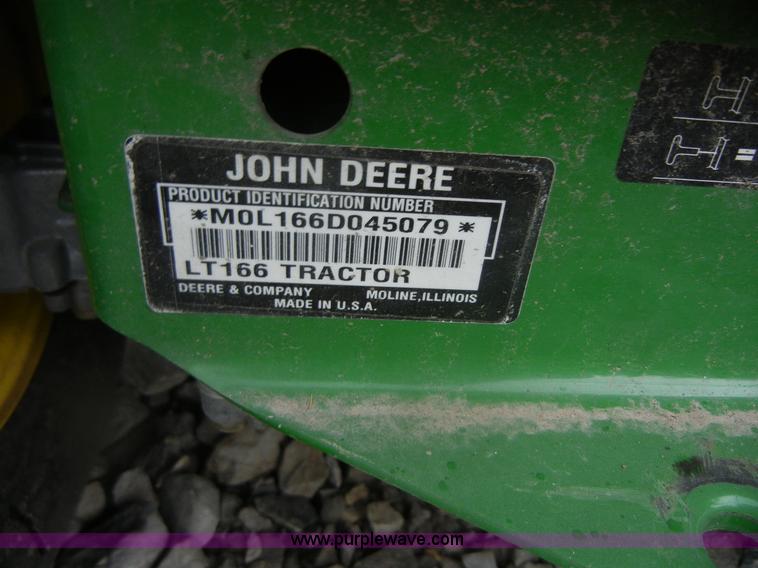 JOHN DEERE
PRODUCT IDENTIFICATION NUMBER
*M0L166D045079*
LT166 TRACTOR
DEERE & COMPANY MOLINE, ILLINOIS
MADE IN U.S.A.
www.purplewave.com